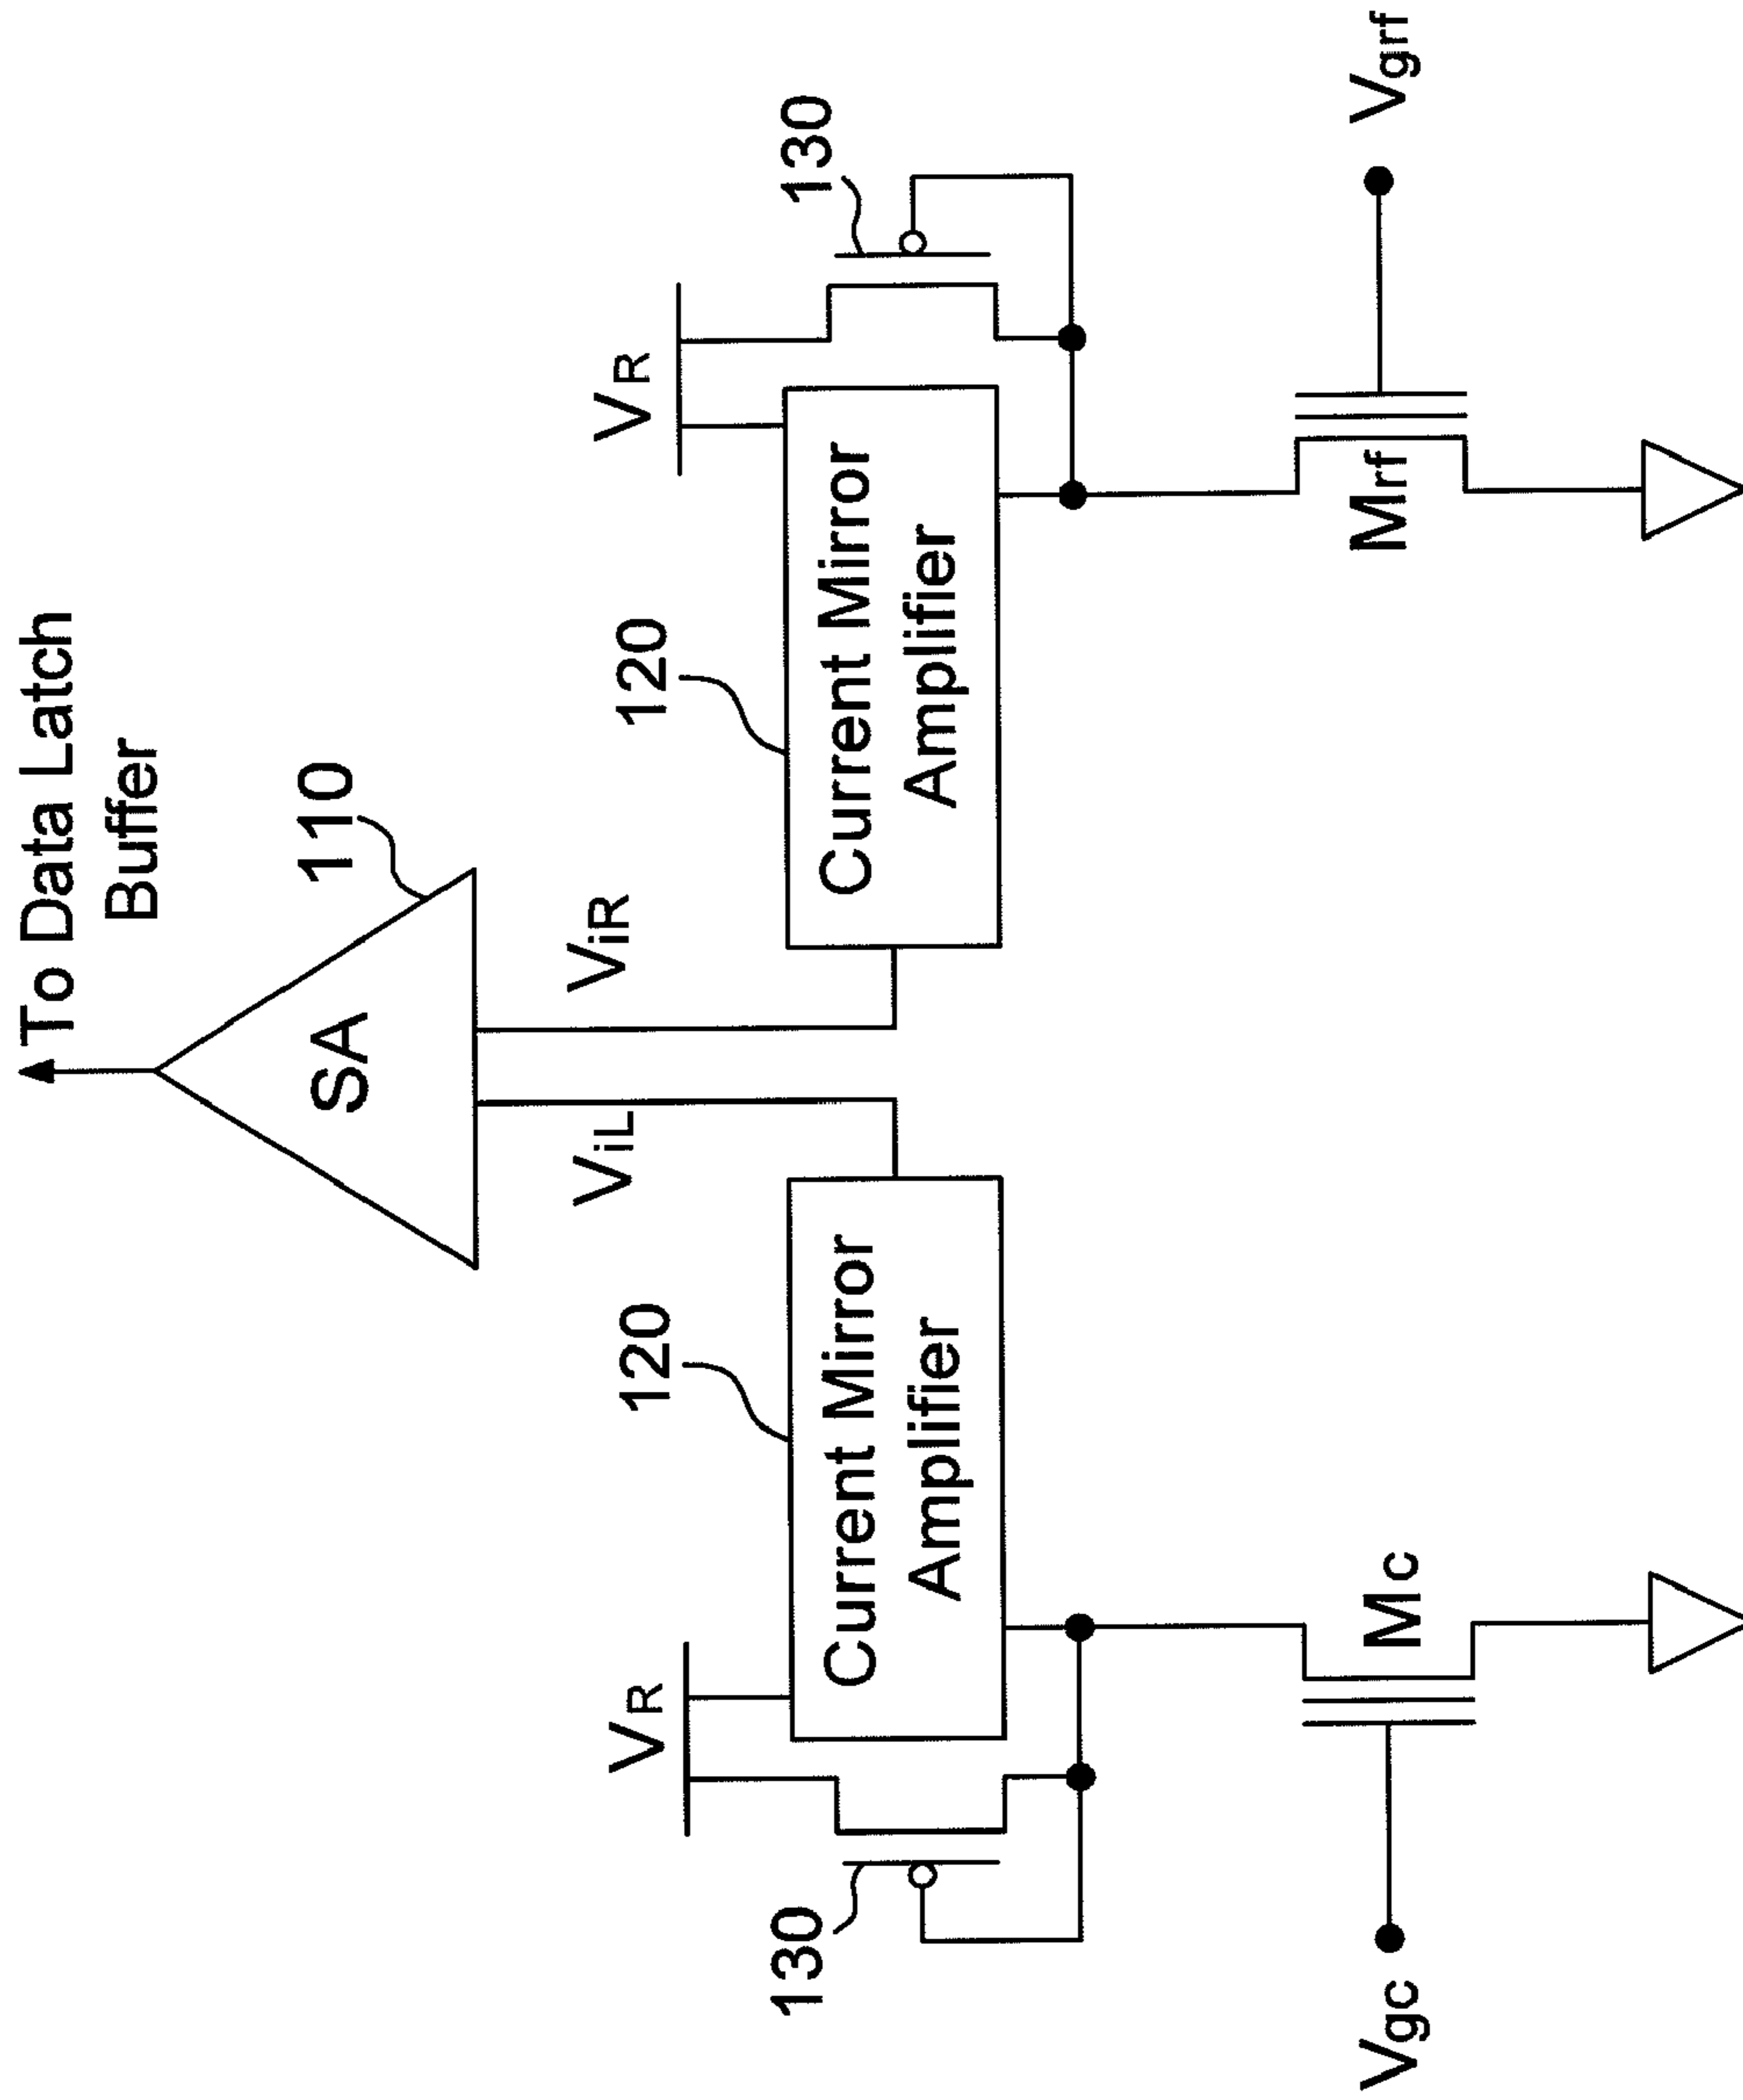 To Data Latch
Buffer
110
SA
ViL
ViR
120
120
VR
VR
130
130
Current Mirror
Amplifier
Current Mirror
Amplifier
Vgc
Mc
Mrf
Vgrf